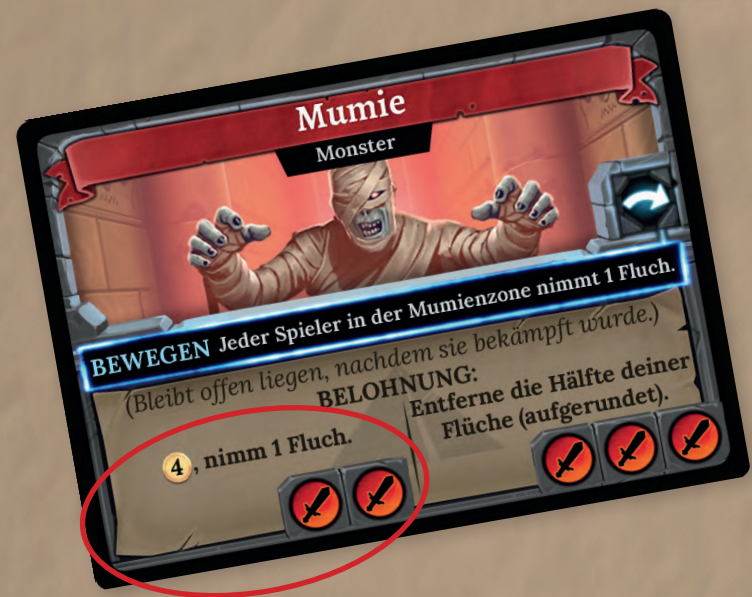 Mumie
Monster
BEWEGEN Jeder Spieler in der Mumienzone nimmt 1 Fluch.
(Bleibt offen liegen, nachdem sie bekämpft wurde.)
BELOHNUNG:
4, nimm 1 Fluch.
Entferne die Hälfte deiner
Flüche (aufgerundet).